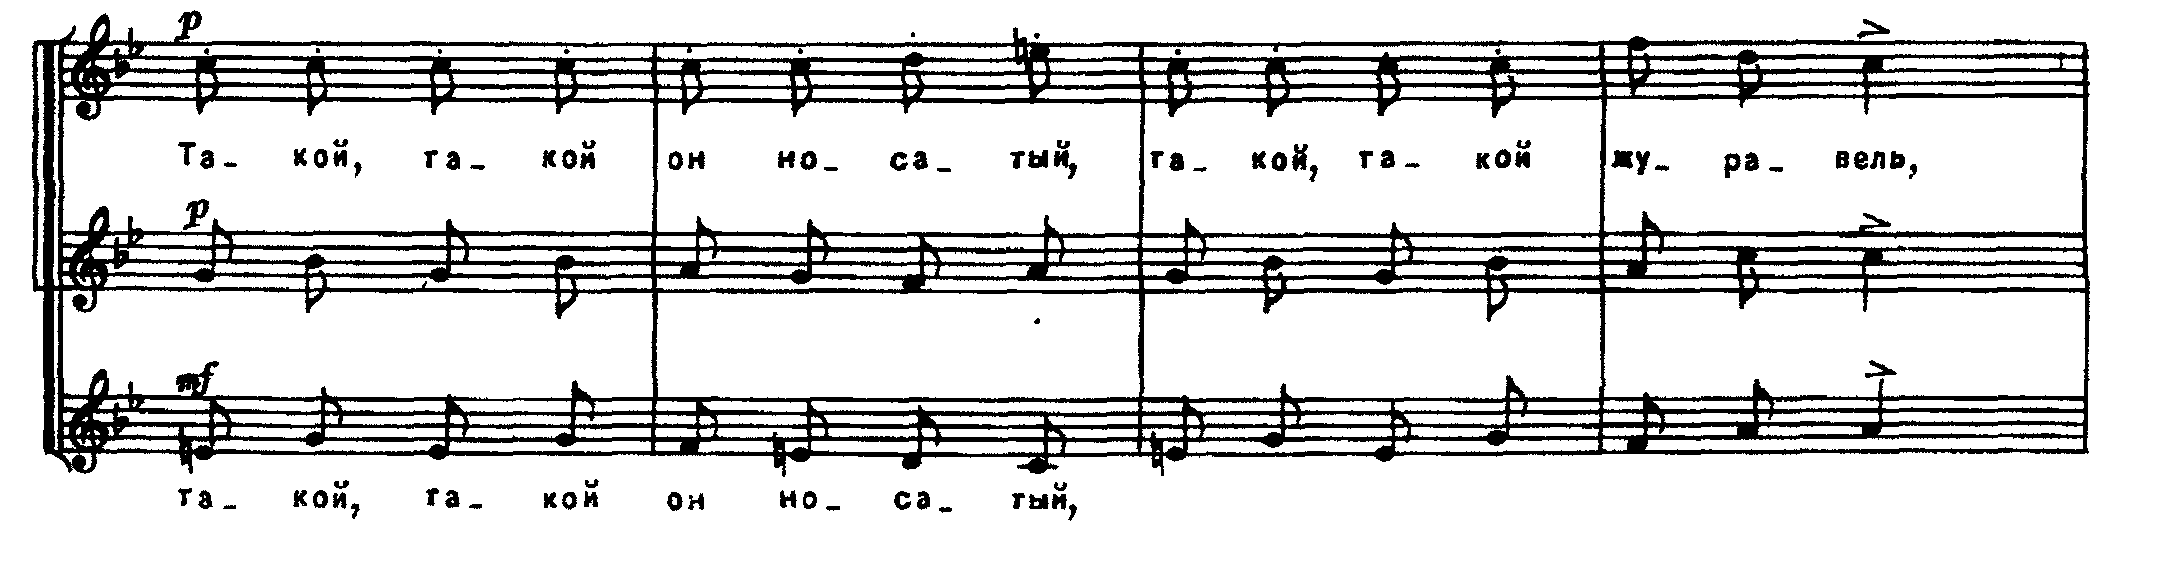 p
Та_ кой, та_ кой он но_ са_ тый, та_ кой, та_ кой жу_ ра_ вель,
p
mf
та_ кой, та_ кой он но_ са_ тый,